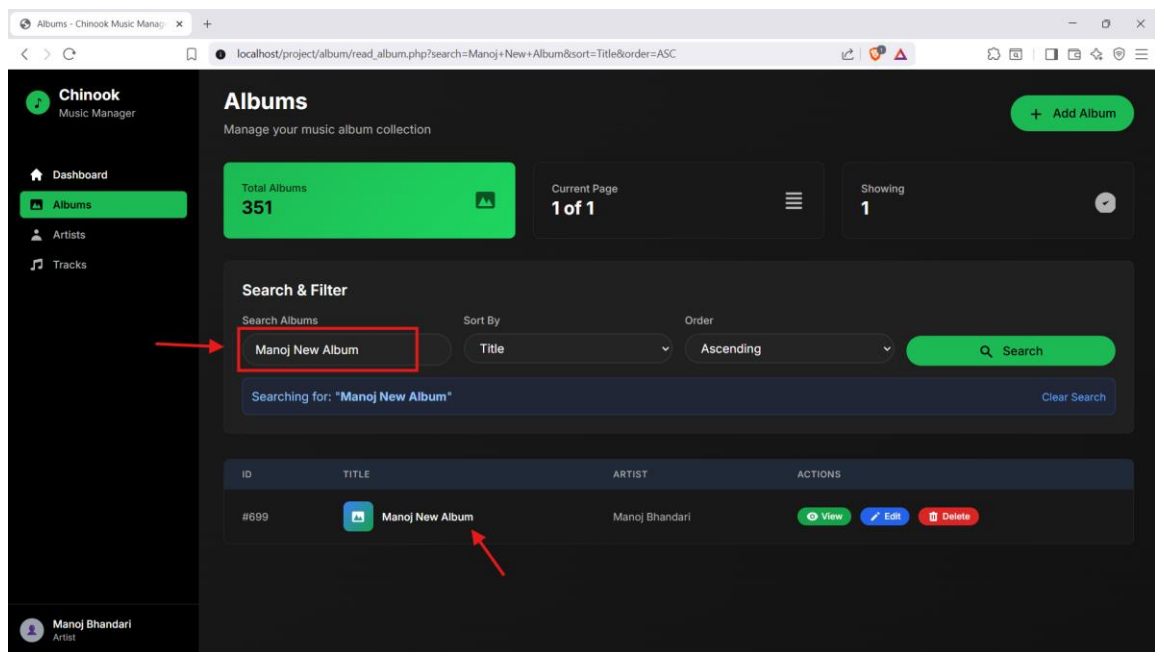 Albums - Chinook Music Manag
localhost/project/album/read_album.php?search=Manoj+New+Album&sort=Title&order=ASC
Chinook
Music Manager
Dashboard
Albums
Artists
Tracks
Manoj Bhandari
Artist
Albums
Manage your music album collection
+ Add Album
Total Albums
351
Current Page
1 of 1
Showing
1
Search & Filter
Search Albums
Sort By
Order
Manoj New Album
Title
Ascending
Search
Searching for: "Manoj New Album"
Clear Search
ID TITLE ARTIST ACTIONS
#699 Manoj New Album Manoj Bhandari View Edit Delete